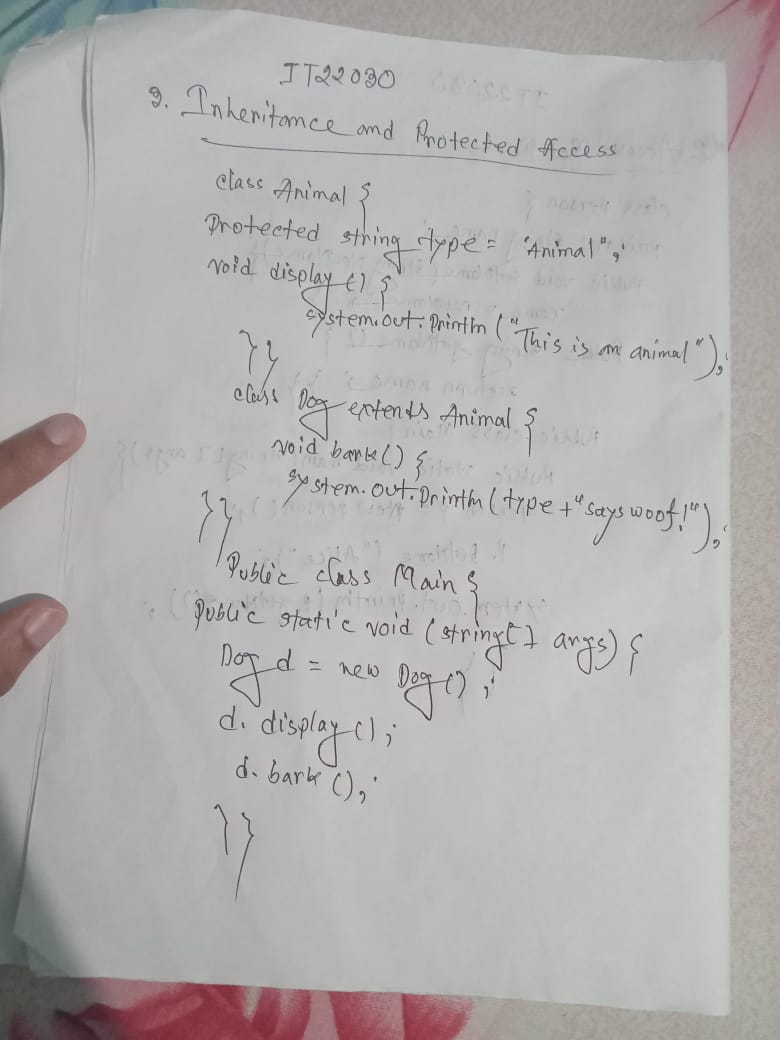 IT22030
3. Inheritance and Protected Access
class Animal {
Protected string type = "Animal";
void display () {
system.out.println ("This is an animal");
}}
class Dog extends Animal {
void bark() {
system.out.println (type + "says woof!");
}}
Public class Main {
Public static void (string[] args) {
Dog d = new Dog();
d. display ();
d. bark ();
}}